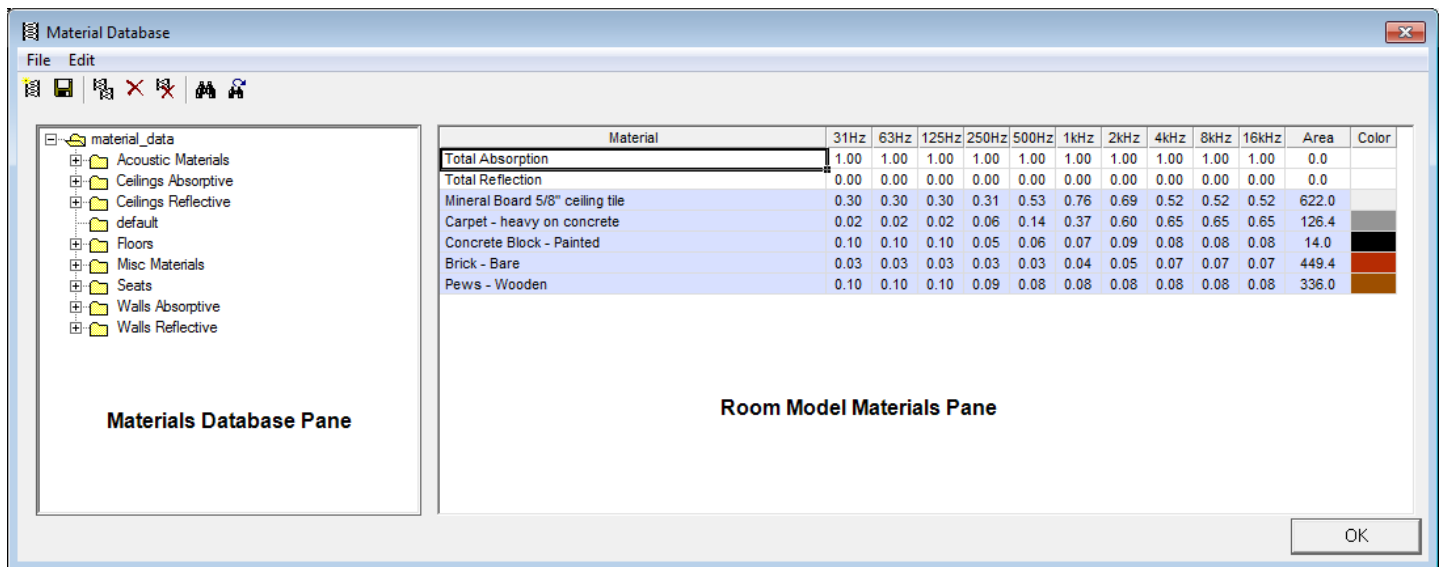 Material Database
File Edit
material_data
Acoustic Materials
Ceilings Absorptive
Ceilings Reflective
default
Floors
Misc Materials
Seats
Walls Absorptive
Walls Reflective
Materials Database Pane
Material 31Hz 63Hz 125Hz 250Hz 500Hz 1kHz 2kHz 4kHz 8kHz 16kHz Area Color
Total Absorption 1.00 1.00 1.00 1.00 1.00 1.00 1.00 1.00 1.00 1.00 0.0
Total Reflection 0.00 0.00 0.00 0.00 0.00 0.00 0.00 0.00 0.00 0.00 0.0
Mineral Board 5/8" ceiling tile 0.30 0.30 0.30 0.31 0.53 0.76 0.69 0.52 0.52 0.52 622.0
Carpet - heavy on concrete 0.02 0.02 0.02 0.06 0.14 0.37 0.60 0.65 0.65 0.65 126.4
Concrete Block - Painted 0.10 0.10 0.10 0.05 0.06 0.07 0.09 0.08 0.08 0.08 14.0
Brick - Bare 0.03 0.03 0.03 0.03 0.03 0.04 0.05 0.07 0.07 0.07 449.4
Pews - Wooden 0.10 0.10 0.10 0.09 0.08 0.08 0.08 0.08 0.08 0.08 336.0
Room Model Materials Pane
OK